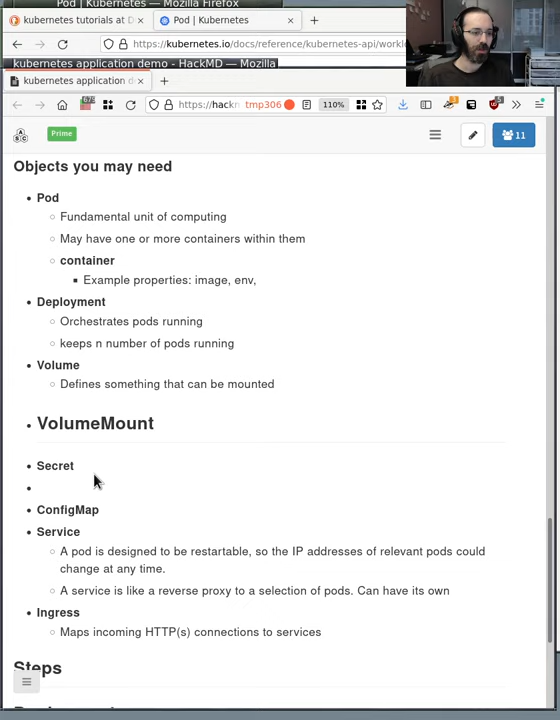 Pod | Kubernetes — Mozilla Firefox
kubernetes tutorials at D
Pod | Kubernetes
https://kubernetes.io/docs/reference/kubernetes-api/workl
kubernetes application demo - HackMD — Mozilla
kubernetes application d
https://hackm
tmp306
110%
Prime
11
Objects you may need
Pod
Fundamental unit of computing
May have one or more containers within them
container
Example properties: image, env,
Deployment
Orchestrates pods running
keeps n number of pods running
Volume
Defines something that can be mounted
VolumeMount
Secret
ConfigMap
Service
A pod is designed to be restartable, so the IP addresses of relevant pods could
change at any time.
A service is like a reverse proxy to a selection of pods. Can have its own
Ingress
Maps incoming HTTP(s) connections to services
Steps